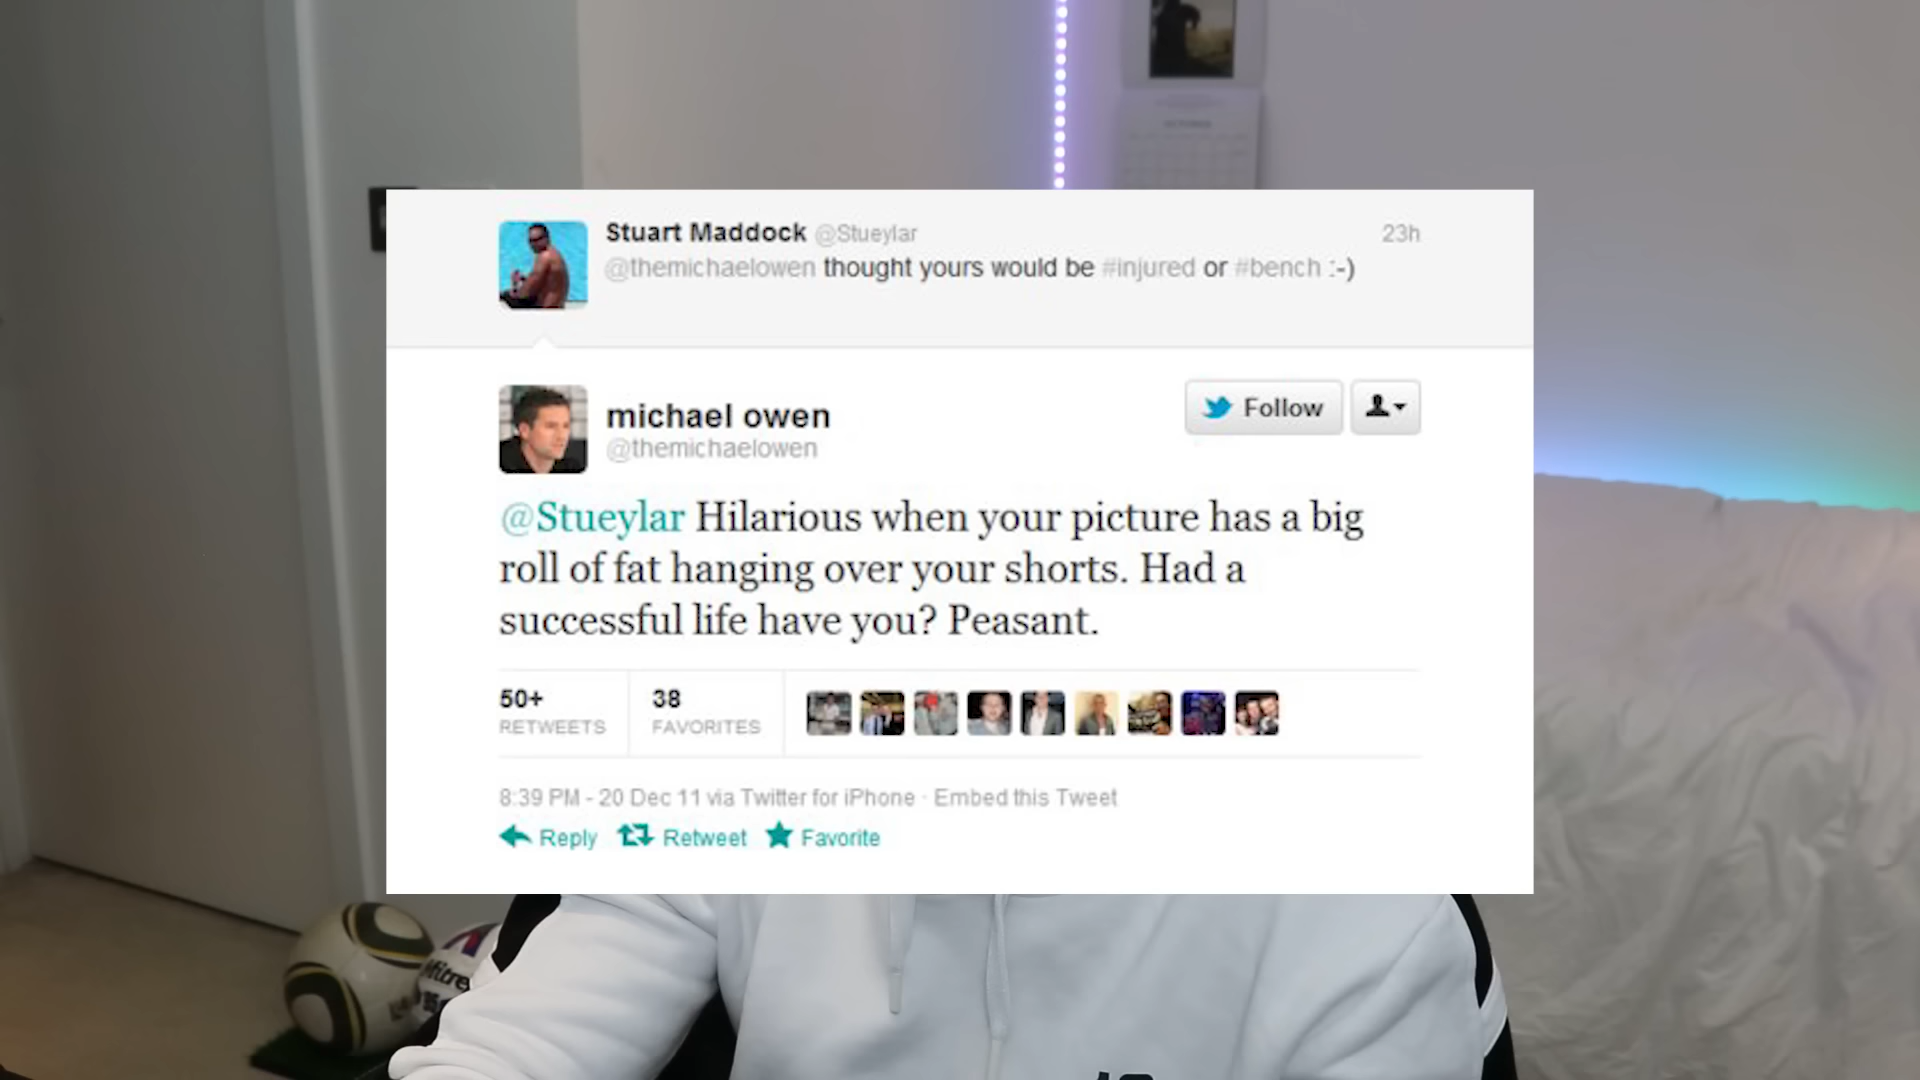 OCTOBER
Stuart Maddock @Stueylar 23h
@themichaelowen thought yours would be #injured or #bench :-)
michael owen
@themichaelowen
Follow
@Stueylar Hilarious when your picture has a big
roll of fat hanging over your shorts. Had a
successful life have you? Peasant.
50+ 38
RETWEETS FAVORITES
8:39 PM - 20 Dec 11 via Twitter for iPhone · Embed this Tweet
Reply Retweet Favorite
Mitre